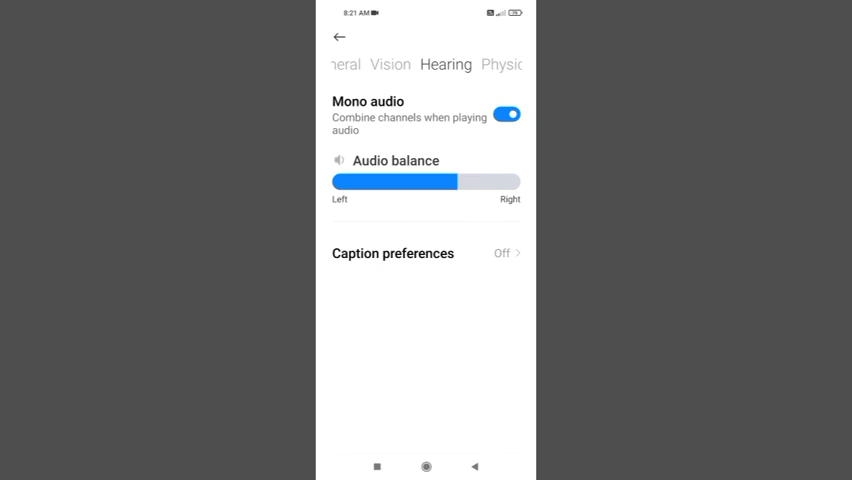 8:21 AM
neral Vision Hearing Physic
Mono audio
Combine channels when playing
audio
Audio balance
Left Right
Caption preferences Off